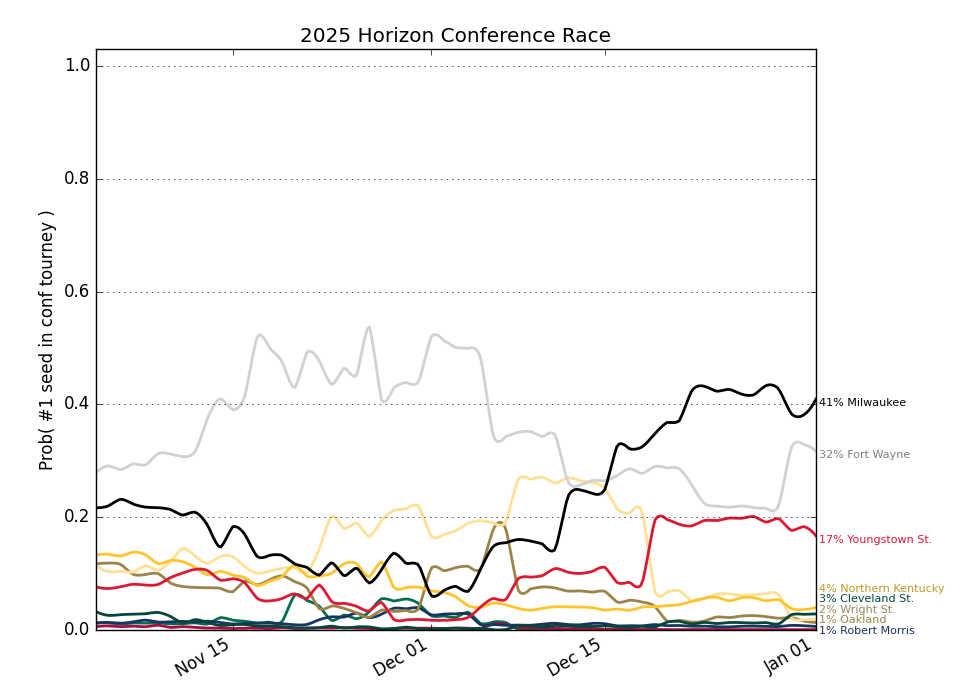 2025 Horizon Conference Race
Prob( #1 seed in conf tourney )
1.0
0.8
0.6
0.4
0.2
0.0
Nov 15
Dec 01
Dec 15
Jan 01
41% Milwaukee
32% Fort Wayne
17% Youngstown St.
4% Northern Kentucky
3% Cleveland St.
2% Wright St.
1% Oakland
1% Robert Morris